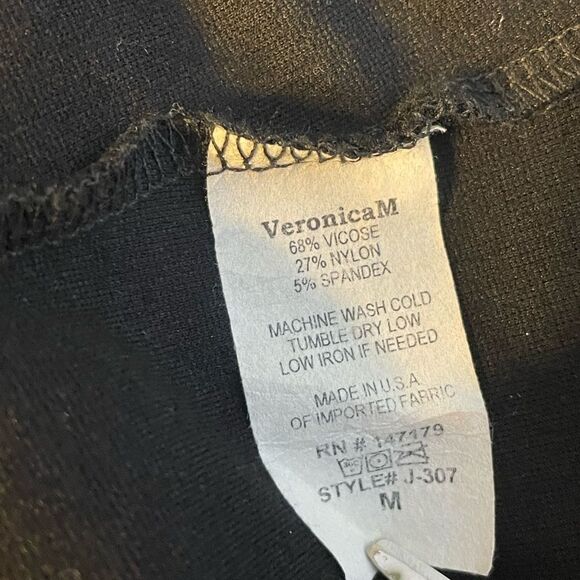 VeronicaM
68% VICOSE
27% NYLON
5% SPANDEX
MACHINE WASH COLD
TUMBLE DRY LOW
LOW IRON IF NEEDED
MADE IN U.S.A.
OF IMPORTED FABRIC
RN # 147179
STYLE# J-307
M